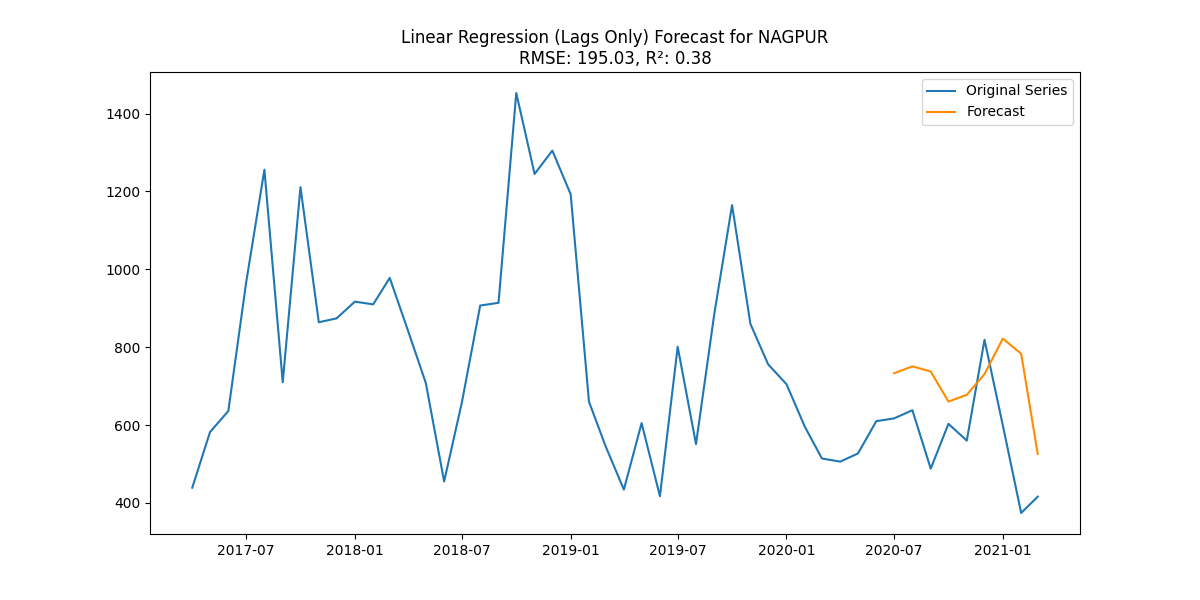 Linear Regression (Lags Only) Forecast for NAGPUR
RMSE: 195.03, R²: 0.38
Original Series
Forecast
1400
1200
1000
800
600
400
2017-07 2018-01 2018-07 2019-01 2019-07 2020-01 2020-07 2021-01